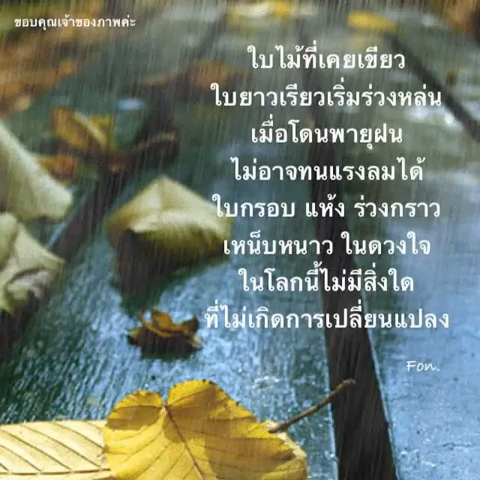 ขอบคุณเจ้าของภาพค่ะ
ใบไม้ที่เคยเขียว
ใบยาวเรียวเริ่มร่วงหล่น
เมื่อโดนพายุฝน
ไม่อาจทนแรงลมได้
ใบกรอบ แห้ง ร่วงกราว
เหน็บหนาว ในดวงใจ
ในโลกนี้ไม่มีสิ่งใด
ที่ไม่เกิดการเปลี่ยนแปลง
Fon.